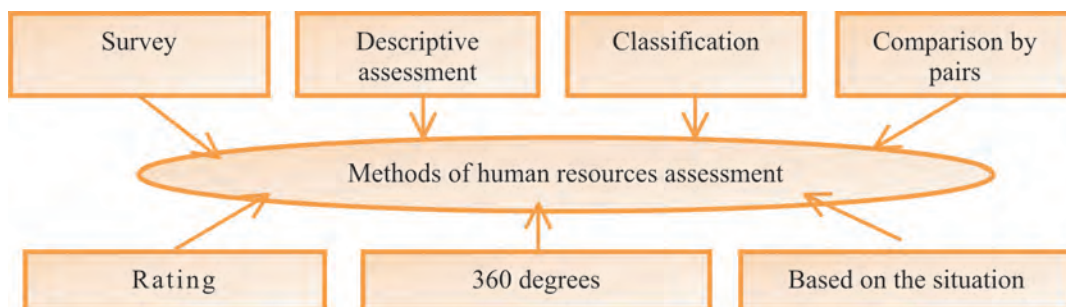 Survey
Descriptive
assessment
Classification
Comparison by
pairs
Methods of human resources assessment
Rating
360 degrees
Based on the situation